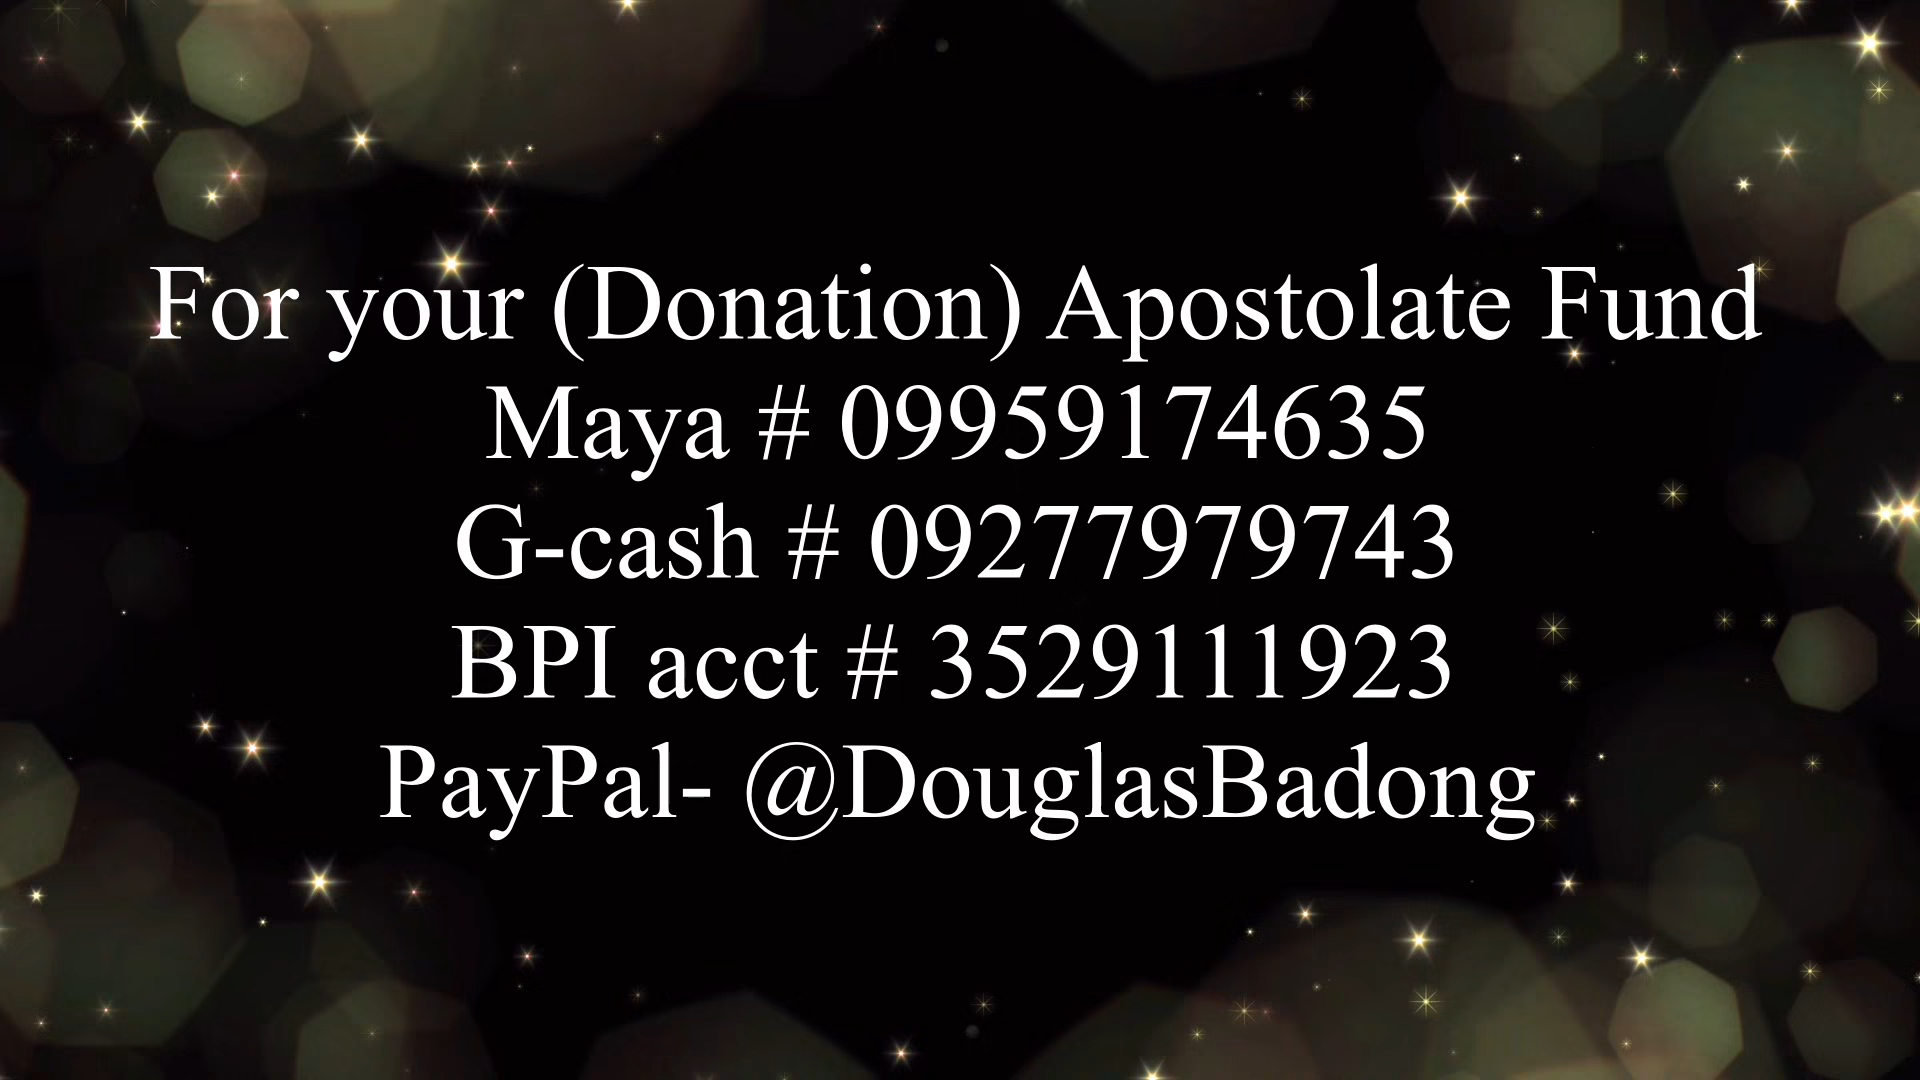 For your (Donation) Apostolate Fund
Maya # 09959174635
G-cash # 09277979743
BPI acct # 3529111923
PayPal- @DouglasBadong